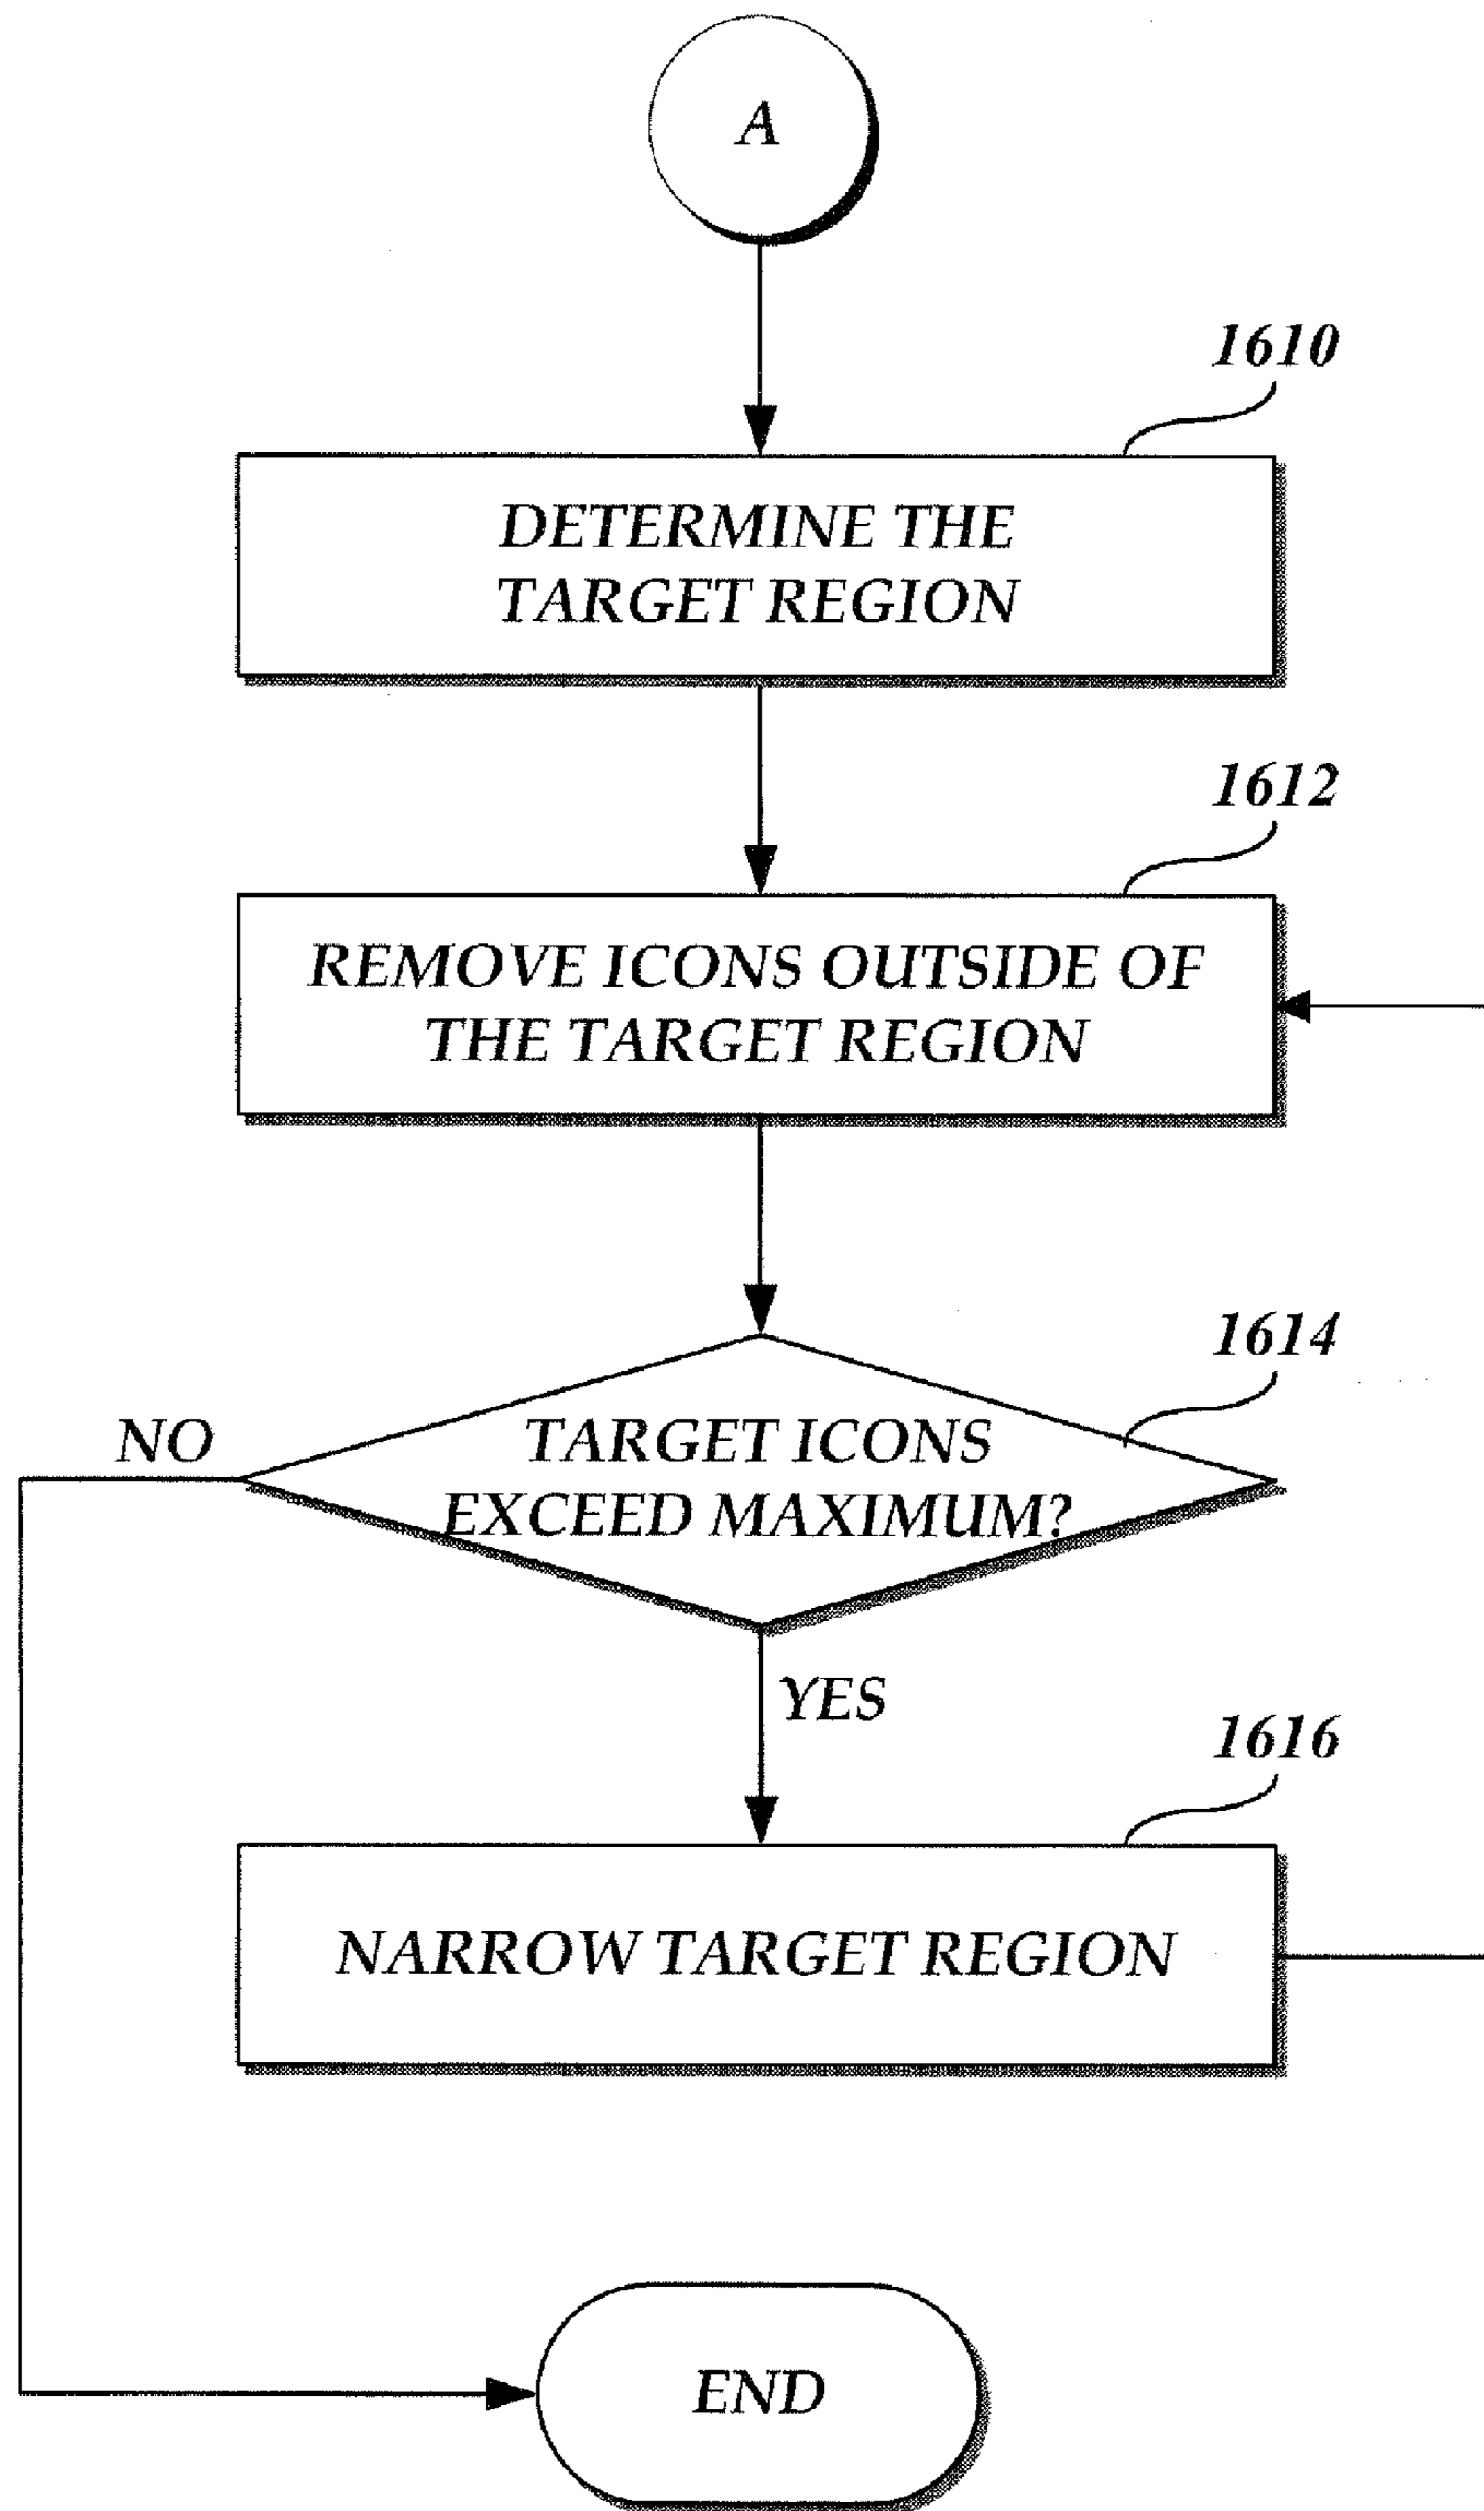 A
1610
DETERMINE THE
TARGET REGION
1612
REMOVE ICONS OUTSIDE OF
THE TARGET REGION
1614
NO
TARGET ICONS
EXCEED MAXIMUM?
YES
1616
NARROW TARGET REGION
END